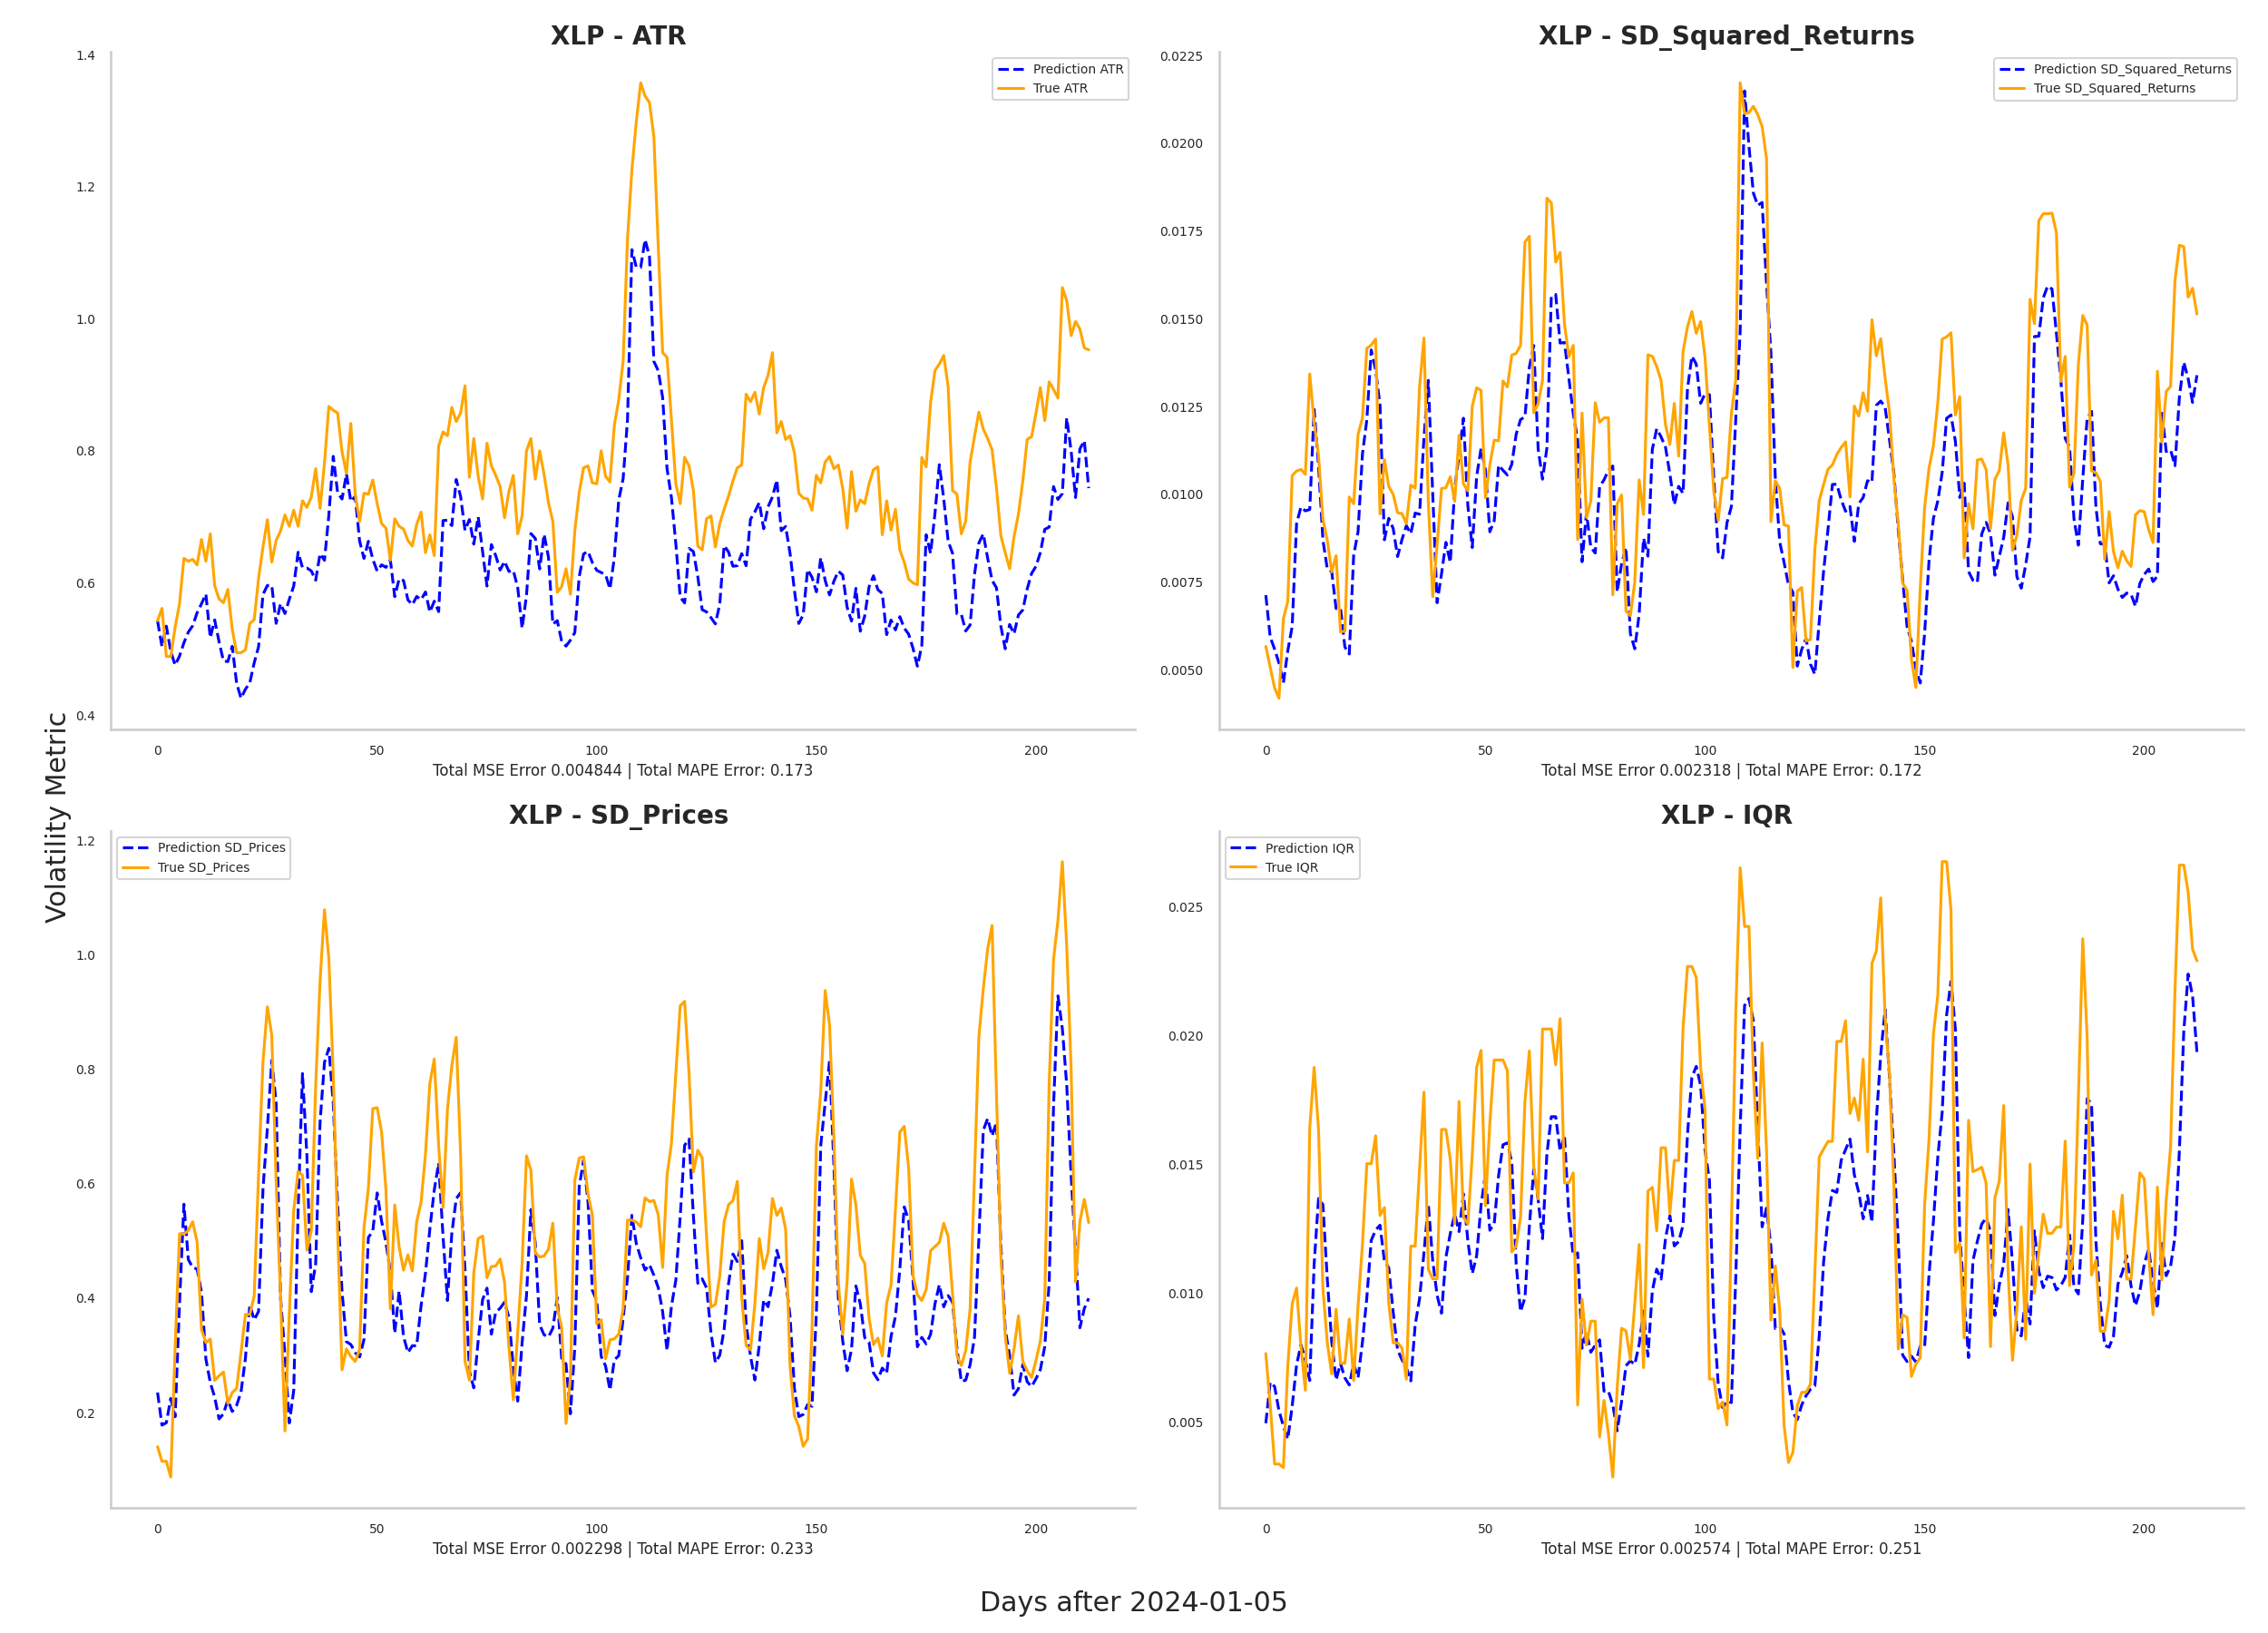 XLP - ATR
Prediction ATR
True ATR
1.4
1.2
1.0
0.8
0.6
0.4
0
50
100
150
200
Total MSE Error 0.004844 | Total MAPE Error: 0.173
XLP - SD_Squared_Returns
Prediction SD_Squared_Returns
True SD_Squared_Returns
0.0225
0.0200
0.0175
0.0150
0.0125
0.0100
0.0075
0.0050
0
50
100
150
200
Total MSE Error 0.002318 | Total MAPE Error: 0.172
Volatility Metric
XLP - SD_Prices
Prediction SD_Prices
True SD_Prices
1.2
1.0
0.8
0.6
0.4
0.2
0
50
100
150
200
Total MSE Error 0.002298 | Total MAPE Error: 0.233
XLP - IQR
Prediction IQR
True IQR
0.025
0.020
0.015
0.010
0.005
0
50
100
150
200
Total MSE Error 0.002574 | Total MAPE Error: 0.251
Days after 2024-01-05